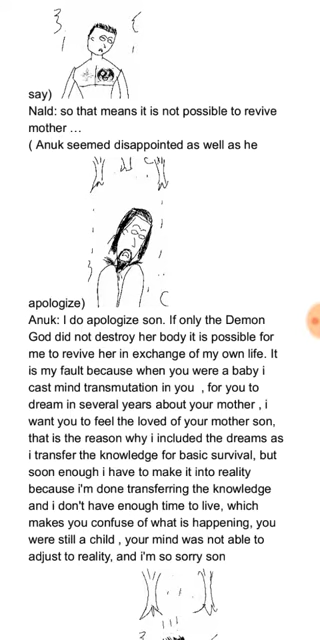 say)
Nald: so that means it is not possible to revive
mother ...
( Anuk seemed disappointed as well as he
apologize)
Anuk: I do apologize son. If only the Demon
God did not destroy her body it is possible for
me to revive her in exchange of my own life. It
is my fault because when you were a baby i
cast mind transmutation in you , for you to
dream in several years about your mother , i
want you to feel the loved of your mother son,
that is the reason why i included the dreams as
i transfer the knowledge for basic survival, but
soon enough i have to make it into reality
because i'm done transferring the knowledge
and i don't have enough time to live, which
makes you confuse of what is happening, you
were still a child , your mind was not able to
adjust to reality, and i'm so sorry son